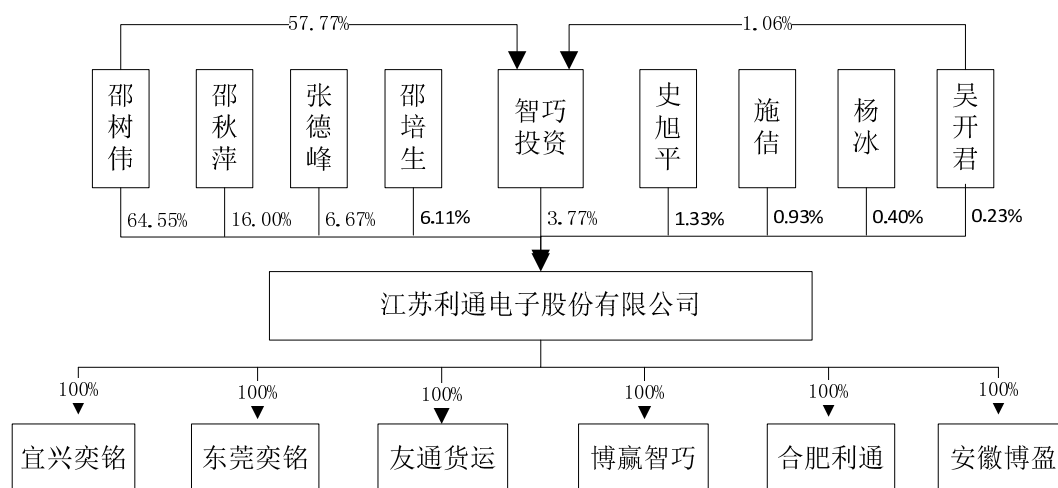 57.77%
1.06%
邵树伟
邵秋萍
张德峰
邵培生
智巧
投资
史旭平
施佶
杨冰
吴开君
64.55%
16.00%
6.67%
6.11%
3.77%
1.33%
0.93%
0.40%
0.23%
江苏利通电子股份有限公司
100%
100%
100%
100%
100%
100%
宜兴奕铭
东莞奕铭
友通货运
博赢智巧
合肥利通
安徽博盈